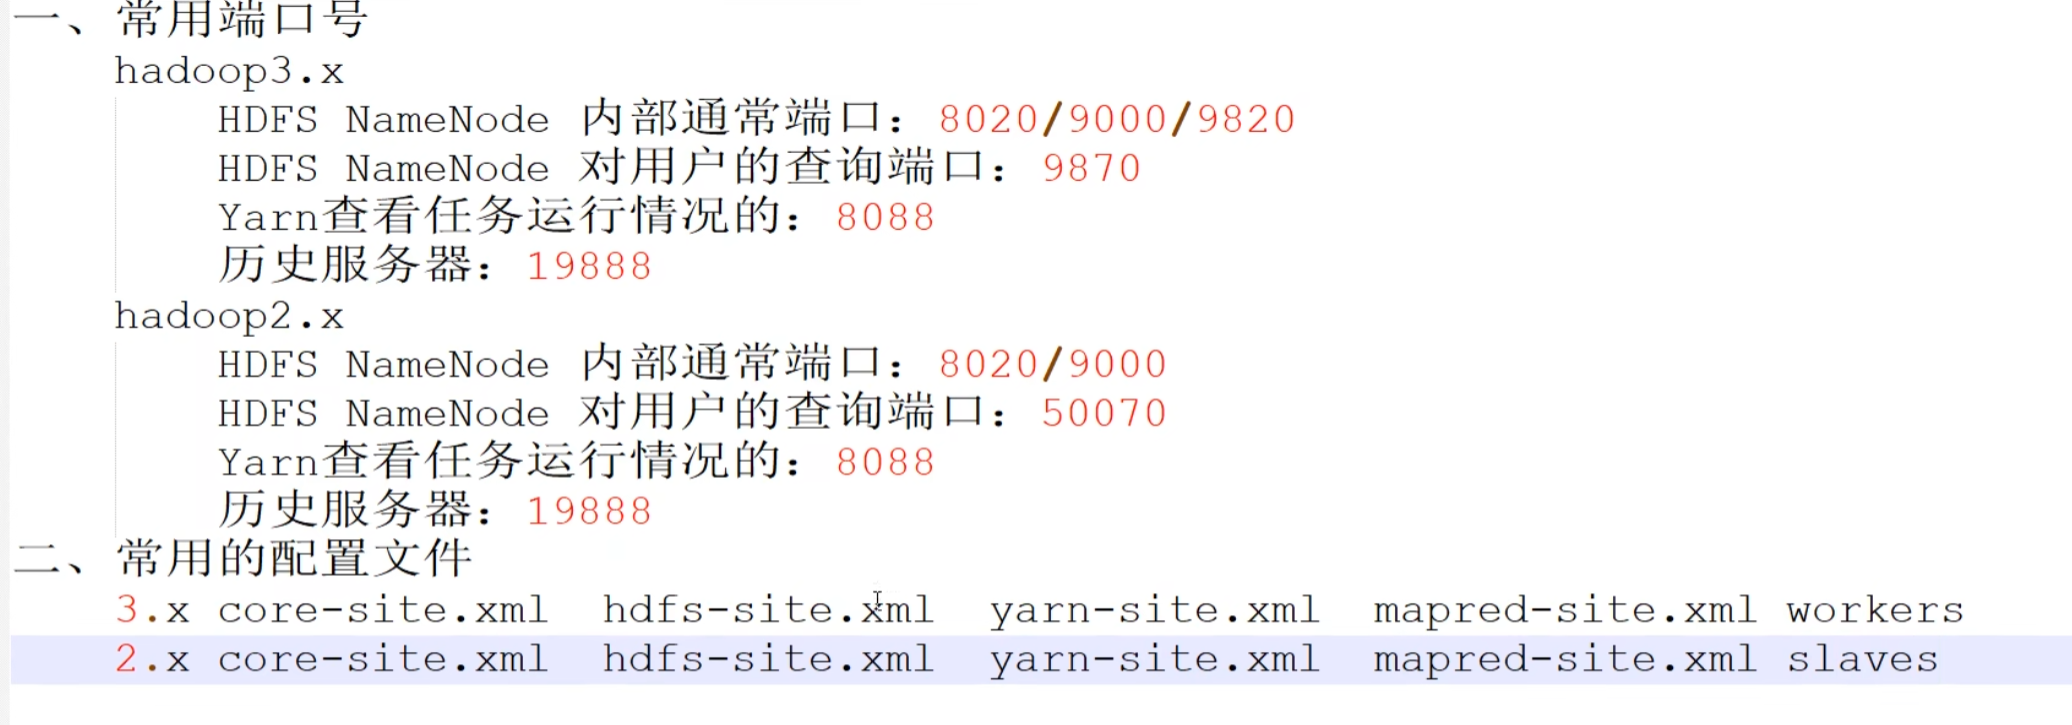 一、常用端口号
hadoop3.x
HDFS NameNode 内部通常端口：8020/9000/9820
HDFS NameNode 对用户的查询端口：9870
Yarn查看任务运行情况的：8088
历史服务器：19888
hadoop2.x
HDFS NameNode 内部通常端口：8020/9000
HDFS NameNode 对用户的查询端口：50070
Yarn查看任务运行情况的：8088
历史服务器：19888
二、常用的配置文件
3.x core-site.xml  hdfs-site.xml  yarn-site.xml  mapred-site.xml workers
2.x core-site.xml  hdfs-site.xml  yarn-site.xml  mapred-site.xml slaves